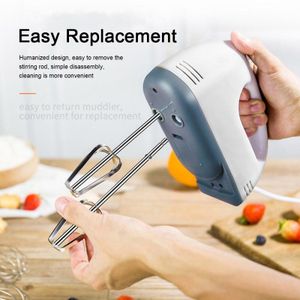 Easy Replacement
Humanized design, easy to remove the
stirring rod, simple disassembly,
cleaning is more convenient
easy to return muddler,
convenient for replacement